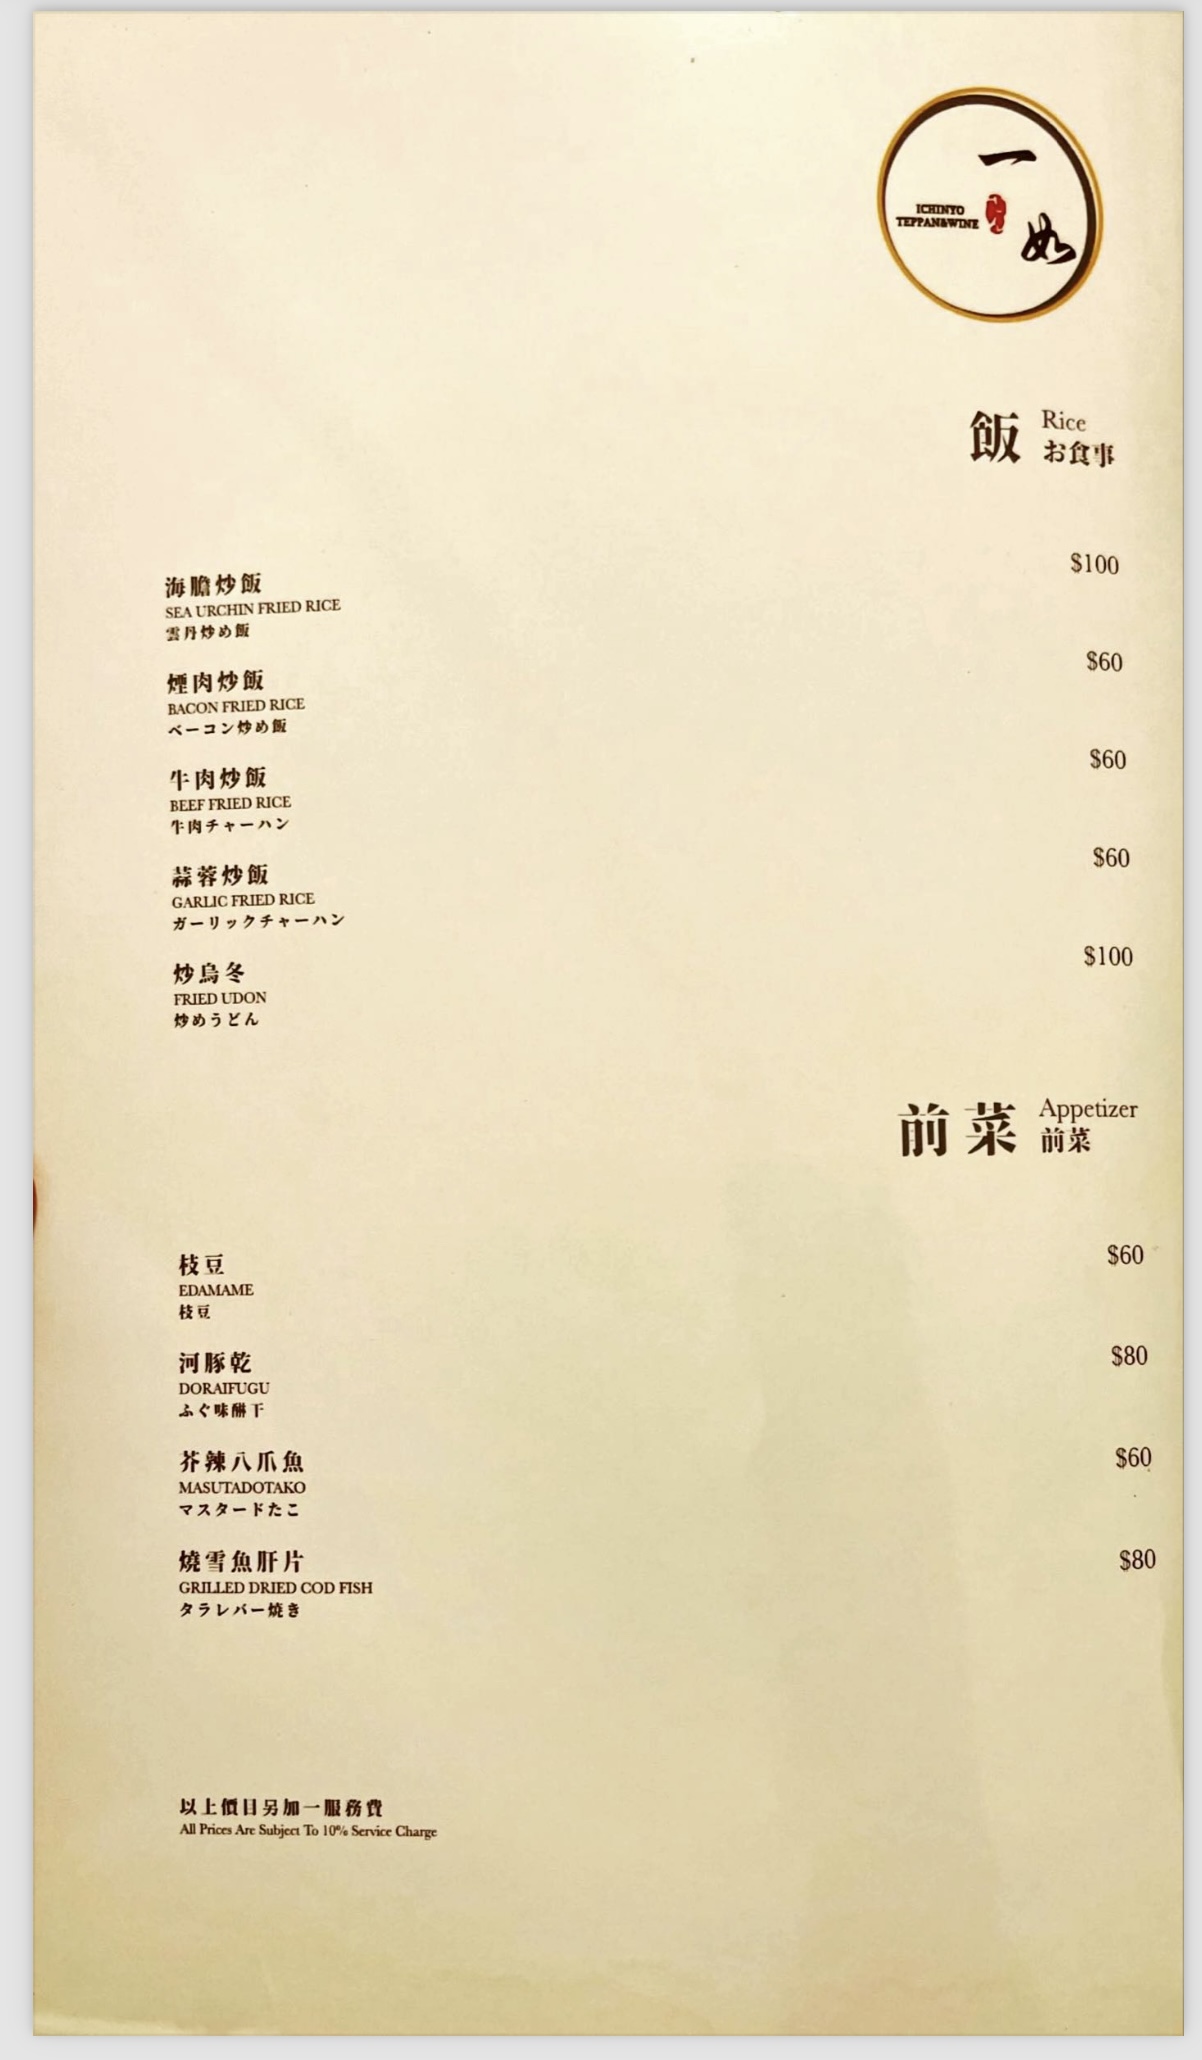 一如
ICHINYO
TEPPAN&WINE
飯
Rice
お食事
海膽炒飯
SEA URCHIN FRIED RICE
雲丹炒め飯
$100
煙肉炒飯
BACON FRIED RICE
ベーコン炒め飯
$60
牛肉炒飯
BEEF FRIED RICE
牛肉チャーハン
$60
蒜蓉炒飯
GARLIC FRIED RICE
ガーリックチャーハン
$60
炒烏冬
FRIED UDON
炒めうどん
$100
前菜
Appetizer
前菜
枝豆
EDAMAME
枝豆
$60
河豚乾
DORAIFUGU
ふぐ味醂干
$80
芥辣八爪魚
MASUTADOTAKO
マスタードたこ
$60
燒雪魚肝片
GRILLED DRIED COD FISH
タラレバー焼き
$80
以上價目另加一服務費
All Prices Are Subject To 10% Service Charge